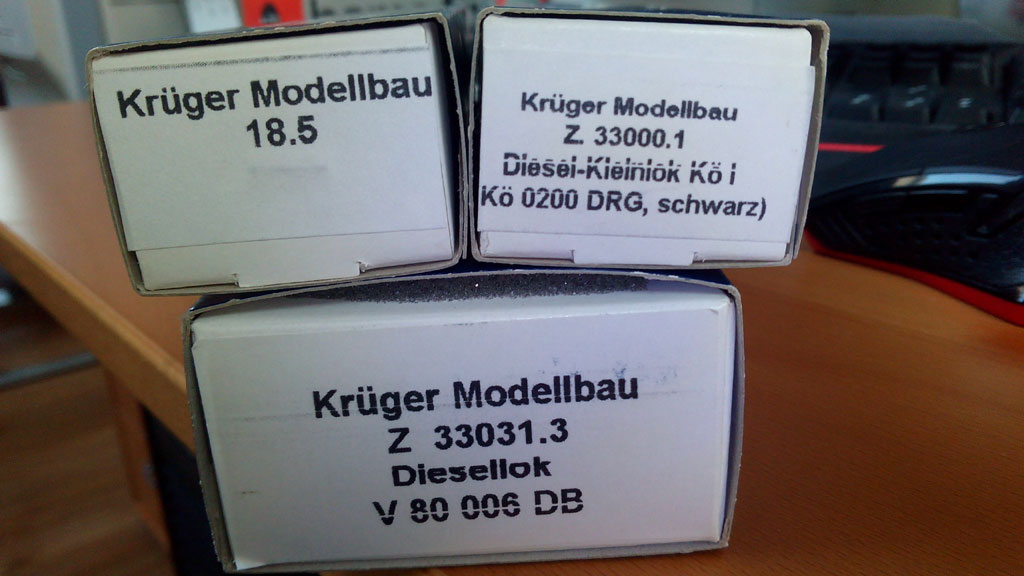 Krüger Modellbau
18.5
Krüger Modellbau
Z. 33000.1
Diesel-Kleinlok Kö I
Kö 0200 DRG, schwarz)
Krüger Modellbau
Z 33031.3
Diesellok
V 80 006 DB